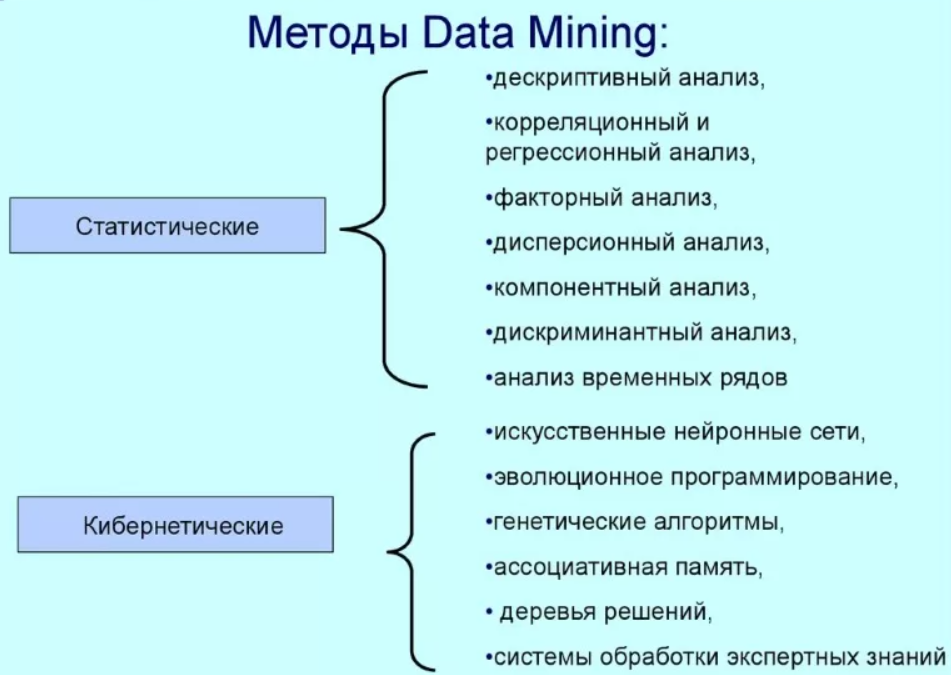 Методы Data Mining:
Статистические
•дескриптивный анализ,
•корреляционный и
регрессионный анализ,
•факторный анализ,
•дисперсионный анализ,
•компонентный анализ,
•дискриминантный анализ,
•анализ временных рядов
Кибернетические
•искусственные нейронные сети,
•эволюционное программирование,
•генетические алгоритмы,
•ассоциативная память,
• деревья решений,
•системы обработки экспертных знаний